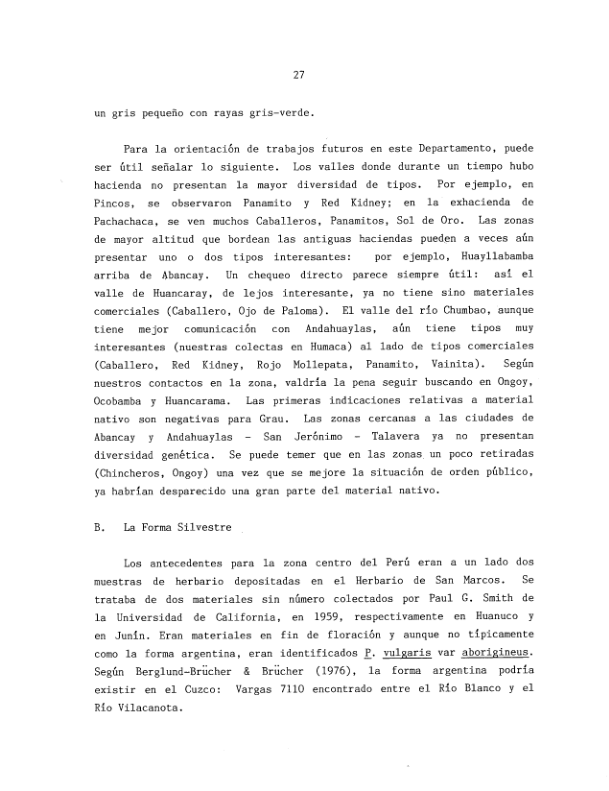 27
un gris pequeño con rayas gris-verde.
Para la orientación de trabajos futuros en este Departamento, puede
ser útil señalar lo siguiente. Los valles donde durante un tiempo hubo
hacienda no presentan la mayor diversidad de tipos. Por ejemplo, en
Pincos, se observaron Panamito y Red Kidney; en la exhacienda de
Pachachaca, se ven muchos Caballeros, Panamitos, Sol de Oro. Las zonas
de mayor altitud que bordean las antiguas haciendas pueden a veces aún
presentar uno o dos tipos interesantes: por ejemplo, Huayllabamba
arriba de Abancay. Un chequeo directo parece siempre útil: así el
valle de Huancaray, de lejos interesante, ya no tiene sino materiales
comerciales (Caballero, Ojo de Paloma). El valle del río Chumbao, aunque
tiene mejor comunicación con Andahuaylas, aún tiene tipos muy
interesantes (nuestras colectas en Humaca) al lado de tipos comerciales
(Caballero, Red Kidney, Rojo Mollepata, Panamito, Vainita). Según
nuestros contactos en la zona, valdría la pena seguir buscando en Ongoy,
Ocobamba y Huancarama. Las primeras indicaciones relativas a material
nativo son negativas para Grau. Las zonas cercanas a las ciudades de
Abancay y Andahuaylas - San Jerónimo - Talavera ya no presentan
diversidad genética. Se puede temer que en las zonas un poco retiradas
(Chincheros, Ongoy) una vez que se mejore la situación de orden público,
ya habrían desparecido una gran parte del material nativo.
B. La Forma Silvestre
Los antecedentes para la zona centro del Perú eran a un lado dos
muestras de herbario depositadas en el Herbario de San Marcos. Se
trataba de dos materiales sin número colectados por Paul G. Smith de
la Universidad de California, en 1959, respectivamente en Huanuco y
en Junín. Eran materiales en fin de floración y aunque no típicamente
como la forma argentina, eran identificados P. vulgaris var aborigineus.
Según Berglund-Brücher & Brücher (1976), la forma argentina podría
existir en el Cuzco: Vargas 7110 encontrado entre el Río Blanco y el
Río Vilacanota.